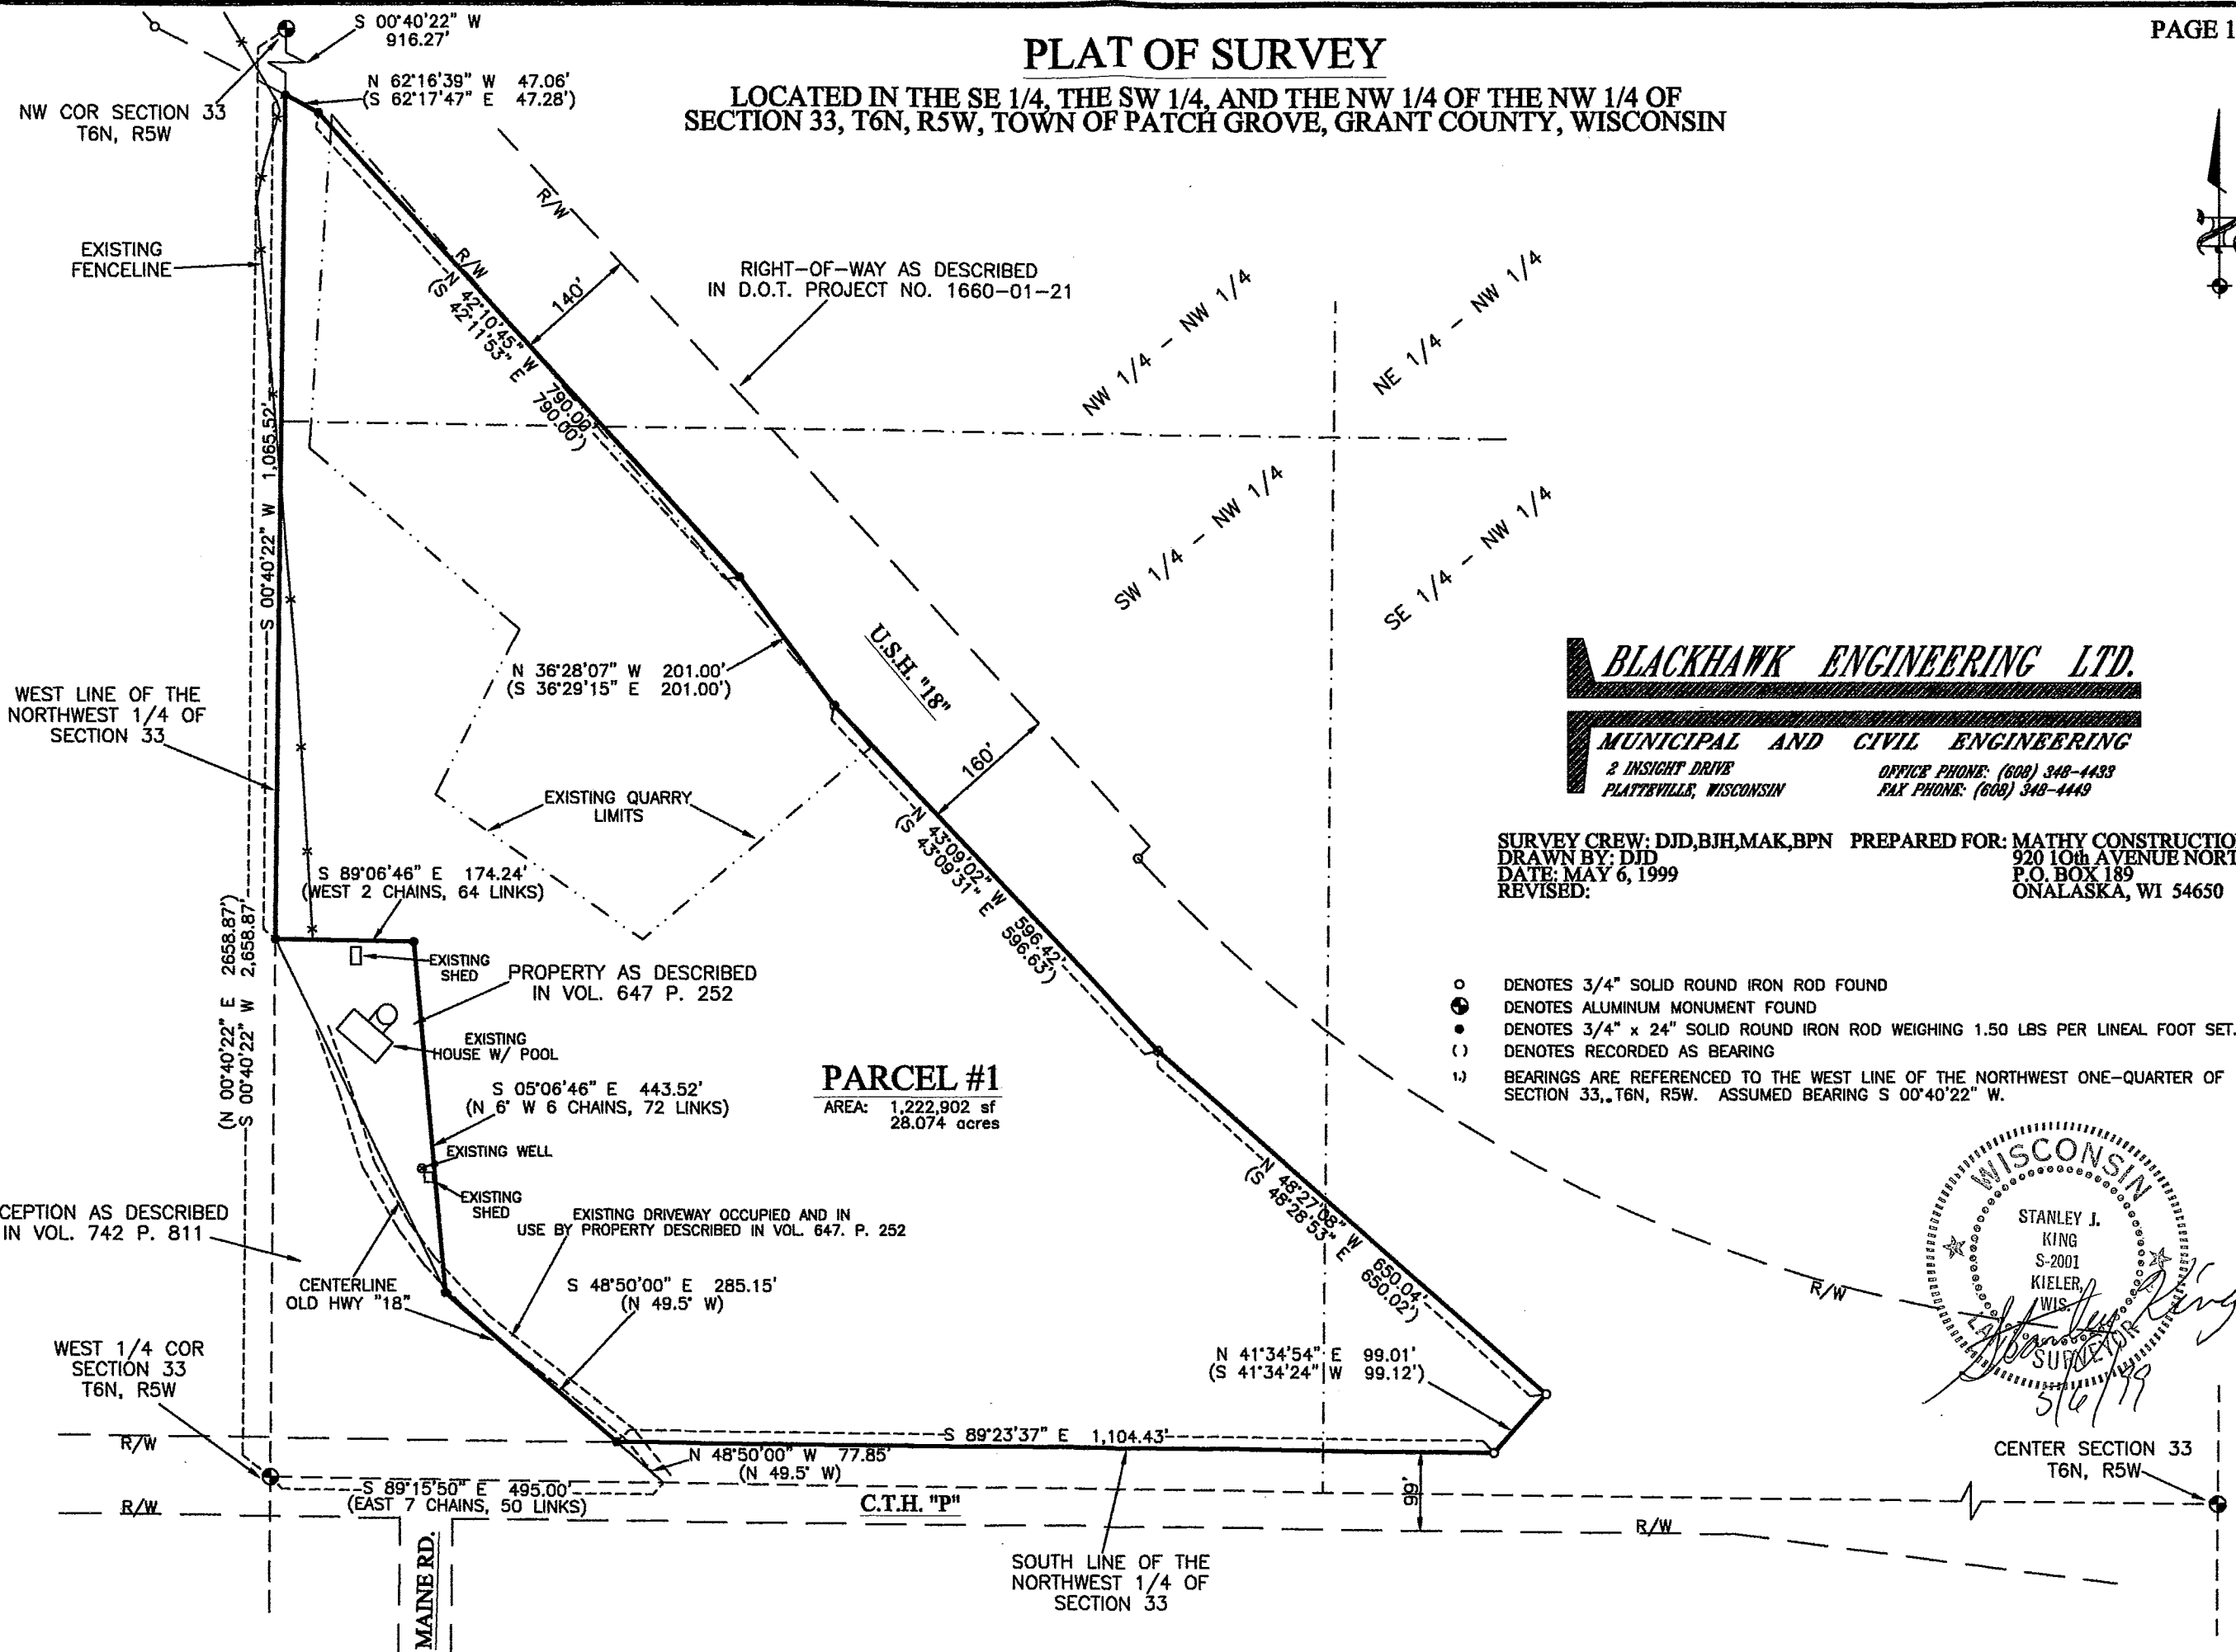 PAGE 1
PLAT OF SURVEY
LOCATED IN THE SE 1/4, THE SW 1/4, AND THE NW 1/4 OF THE NW 1/4 OF
SECTION 33, T6N, R5W, TOWN OF PATCH GROVE, GRANT COUNTY, WISCONSIN
S 00°40'22" W
916.27'
N 62°16'39" W 47.06'
(S 62°17'47" E 47.28')
NW COR SECTION 33
T6N, R5W
EXISTING
FENCELINE
R/W
R/W
N 42°10'45" W 790.00'
(S 42°11'53" E 790.00')
140'
RIGHT-OF-WAY AS DESCRIBED
IN D.O.T. PROJECT NO. 1660-01-21
NW 1/4 - NW 1/4
NE 1/4 - NW 1/4
SW 1/4 - NW 1/4
SE 1/4 - NW 1/4
S 00°40'22" W 1,065.52'
N 36°28'07" W 201.00'
(S 36°29'15" E 201.00')
U.S.H. "18"
160'
WEST LINE OF THE
NORTHWEST 1/4 OF
SECTION 33
EXISTING QUARRY
LIMITS
N 43°09'02" W 596.42'
(S 43°09'31" E 596.63')
BLACKHAWK ENGINEERING LTD.
MUNICIPAL AND CIVIL ENGINEERING
2 INSIGHT DRIVE
PLATTEVILLE, WISCONSIN
OFFICE PHONE: (608) 348-4433
FAX PHONE: (608) 348-4449
SURVEY CREW: DJD,BJH,MAK,BPN
DRAWN BY: DJD
DATE: MAY 6, 1999
REVISED:
PREPARED FOR: MATHY CONSTRUCTIO
920 10th AVENUE NORT
P.O. BOX 189
ONALASKA, WI 54650
S 89°06'46" E 174.24'
(WEST 2 CHAINS, 64 LINKS)
(N 00°40'22" E 2658.87')
S 00°40'22" W 2,658.87'
EXISTING
SHED
PROPERTY AS DESCRIBED
IN VOL. 647 P. 252
EXISTING
HOUSE W/ POOL
DENOTES 3/4" SOLID ROUND IRON ROD FOUND
DENOTES ALUMINUM MONUMENT FOUND
DENOTES 3/4" x 24" SOLID ROUND IRON ROD WEIGHING 1.50 LBS PER LINEAL FOOT SET.
( ) DENOTES RECORDED AS BEARING
1.) BEARINGS ARE REFERENCED TO THE WEST LINE OF THE NORTHWEST ONE-QUARTER OF
SECTION 33, T6N, R5W. ASSUMED BEARING S 00°40'22" W.
PARCEL #1
AREA: 1,222,902 sf
28.074 acres
S 05°06'46" E 443.52'
(N 6° W 6 CHAINS, 72 LINKS)
EXISTING WELL
EXISTING
SHED
N 48°27'08" W 650.04'
(S 48°28'53" E 650.02')
EXISTING DRIVEWAY OCCUPIED AND IN
USE BY PROPERTY DESCRIBED IN VOL. 647. P. 252
CEPTION AS DESCRIBED
IN VOL. 742 P. 811
CENTERLINE
OLD HWY "18"
S 48°50'00" E 285.15'
(N 49.5° W)
WISCONSIN
STANLEY J.
KING
S-2001
KIELER,
WIS.
LAND SURVEYOR
Stanley King
5/6/99
R/W
WEST 1/4 COR
SECTION 33
T6N, R5W
N 41°34'54" E 99.01'
(S 41°34'24" W 99.12')
S 89°23'37" E 1,104.43'
R/W
N 48°50'00" W 77.85'
(N 49.5° W)
CENTER SECTION 33
T6N, R5W
S 89°15'50" E 495.00'
(EAST 7 CHAINS, 50 LINKS)
R/W
C.T.H. "P"
99'
R/W
MAINE RD.
SOUTH LINE OF THE
NORTHWEST 1/4 OF
SECTION 33